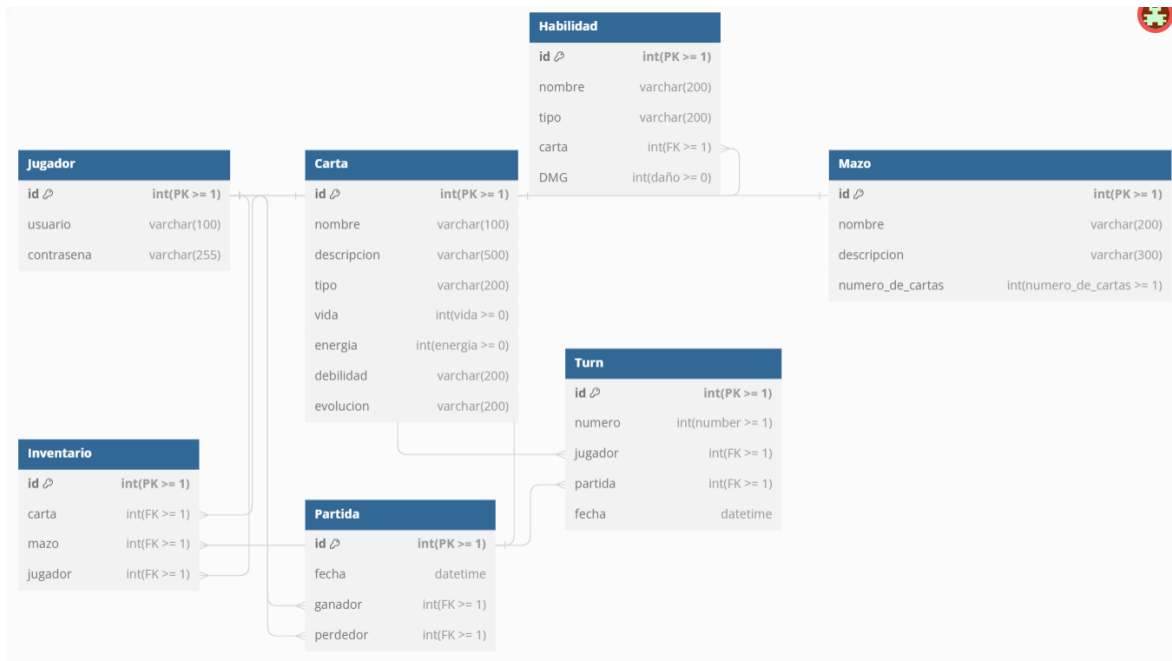 Habilidad
id int(PK >= 1)
nombre varchar(200)
tipo varchar(200)
carta int(FK >= 1)
DMG int(daño >= 0)
Jugador
id int(PK >= 1)
usuario varchar(100)
contrasena varchar(255)
Carta
id int(PK >= 1)
nombre varchar(100)
descripcion varchar(500)
tipo varchar(200)
vida int(vida >= 0)
energia int(energia >= 0)
debilidad varchar(200)
evolucion varchar(200)
Mazo
id int(PK >= 1)
nombre varchar(200)
descripcion varchar(300)
numero_de_cartas int(numero_de_cartas >= 1)
Turn
id int(PK >= 1)
numero int(number >= 1)
jugador int(FK >= 1)
partida int(FK >= 1)
fecha datetime
Inventario
id int(PK >= 1)
carta int(FK >= 1)
mazo int(FK >= 1)
jugador int(FK >= 1)
Partida
id int(PK >= 1)
fecha datetime
ganador int(FK >= 1)
perdedor int(FK >= 1)